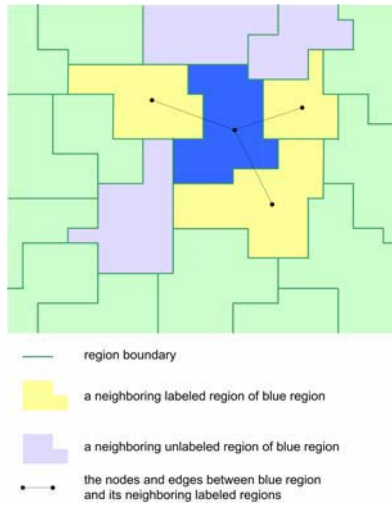 region boundary
a neighboring labeled region of blue region
a neighboring unlabeled region of blue region
the nodes and edges between blue region
and its neighboring labeled regions